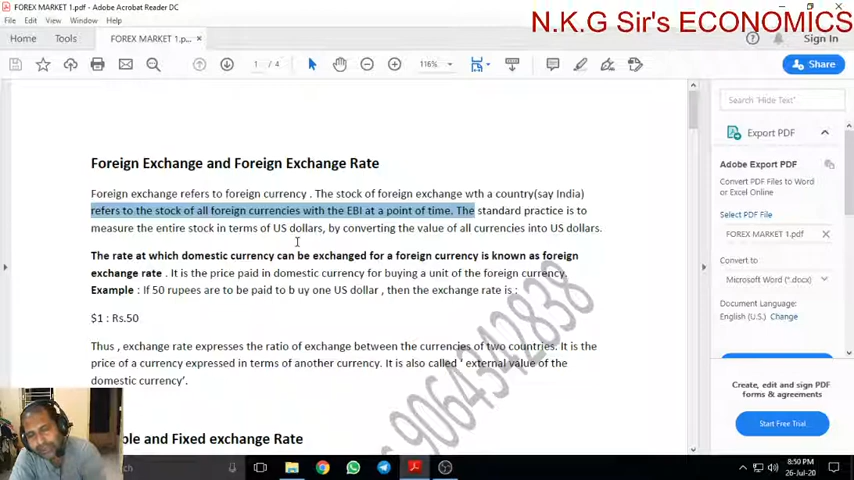 FOREX MARKET 1.pdf - Adobe Acrobat Reader DC
N.K.G Sir's ECONOMICS
File Edit View Window Help
Home Tools FOREX MARKET 1.p... × Sign In
1 / 4 116% Share
Search 'Hide Text'
Export PDF
Adobe Export PDF
Convert PDF Files to Word
or Excel Online
Select PDF File
FOREX MARKET 1.pdf ×
Convert to
Microsoft Word (*.docx)
Document Language:
English (U.S.) Change
Create, edit and sign PDF
forms & agreements
Start Free Trial
Foreign Exchange and Foreign Exchange Rate
Foreign exchange refers to foreign currency . The stock of foreign exchange wth a country(say India)
refers to the stock of all foreign currencies with the EBI at a point of time. The standard practice is to
measure the entire stock in terms of US dollars, by converting the value of all currencies into US dollars.
The rate at which domestic currency can be exchanged for a foreign currency is known as foreign
exchange rate . It is the price paid in domestic currency for buying a unit of the foreign currency.
Example : If 50 rupees are to be paid to b uy one US dollar , then the exchange rate is :
$1 : Rs.50
Thus , exchange rate expresses the ratio of exchange between the currencies of two countries. It is the
price of a currency expressed in terms of another currency. It is also called ' external value of the
domestic currency'.
9064342838
ble and Fixed exchange Rate
ch
8:50 PM
26-Jul-20